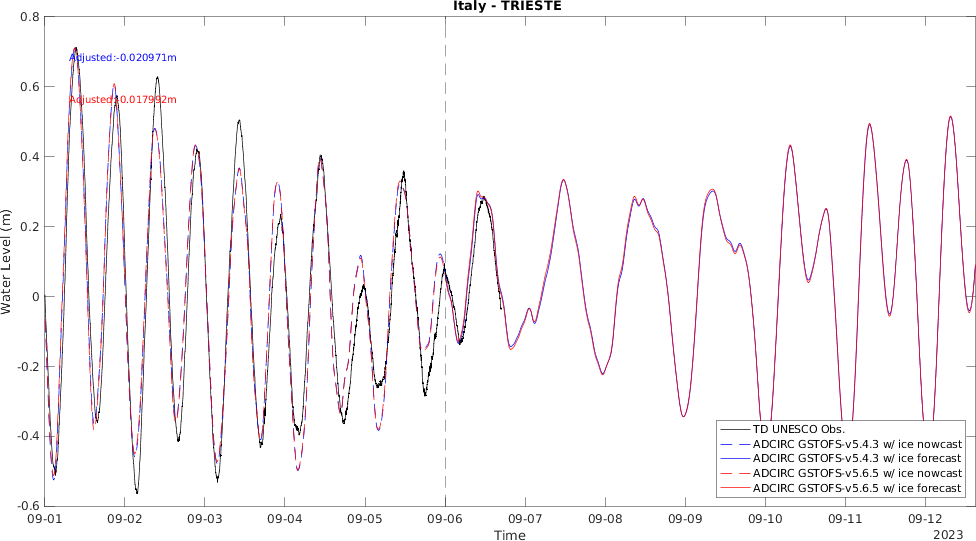 Italy - TRIESTE
Adjusted:-0.020971m
Adjusted:-0.017992m
Water Level (m)
0.8
0.6
0.4
0.2
0
-0.2
-0.4
-0.6
TD UNESCO Obs.
ADCIRC GSTOFS-v5.4.3 w/ ice nowcast
ADCIRC GSTOFS-v5.4.3 w/ ice forecast
ADCIRC GSTOFS-v5.6.5 w/ ice nowcast
ADCIRC GSTOFS-v5.6.5 w/ ice forecast
09-01 09-02 09-03 09-04 09-05 09-06 09-07 09-08 09-09 09-10 09-11 09-12
Time
2023